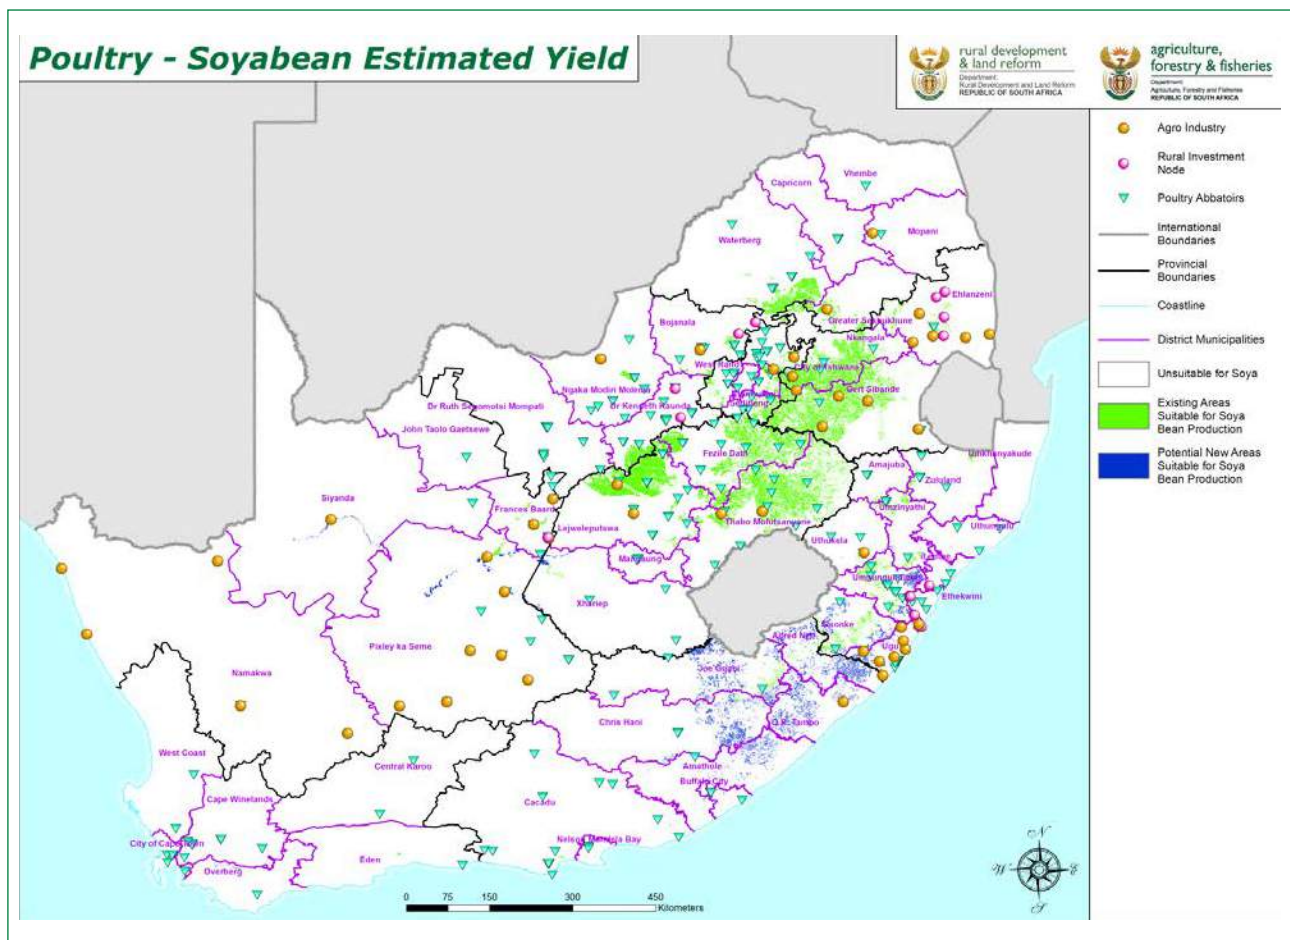 Poultry - Soyabean Estimated Yield
rural development
& land reform
Department:
Rural Development and Land Reform
REPUBLIC OF SOUTH AFRICA
agriculture,
forestry & fisheries
Department:
Agriculture, Forestry and Fisheries
REPUBLIC OF SOUTH AFRICA
Agro Industry
Rural Investment
Node
Poultry Abbatoirs
International
Boundaries
Provincial
Boundaries
Coastline
District Municipalities
Unsuitable for Soya
Existing Areas
Suitable for Soya
Bean Production
Potential New Areas
Suitable for Soya
Bean Production
Vhembe
Capricorn
Mopani
Waterberg
Ehlanzeni
Bojanala
Greater Sekhukhune
Nkangala
West Rand
City of Tshwane
Gert Sibande
Ngaka Modiri Molema
Dr Kenneth Kaunda
Dr Ruth Segomotsi Mompati
John Taolo Gaetsewe
Fezile Dabi
Umkhanyakude
Amajuba
Zululand
Siyanda
Frances Baard
Lejweleputswa
Thabo Mofutsanyane
Umzinyathi
Uthungulu
Uthukela
Mangaung
Ethekwini
Xhariep
Sisonke
Alfred Nzo
Ugu
Pixley ka Seme
Namakwa
Joe Gqabi
Chris Hani
O.R. Tambo
West Coast
Central Karoo
Amathole
Buffalo City
Cape Winelands
Cacadu
Nelson Mandela Bay
City of Cape Town
Eden
Overberg
N
W
E
S
0 75 150 300 450
Kilometers